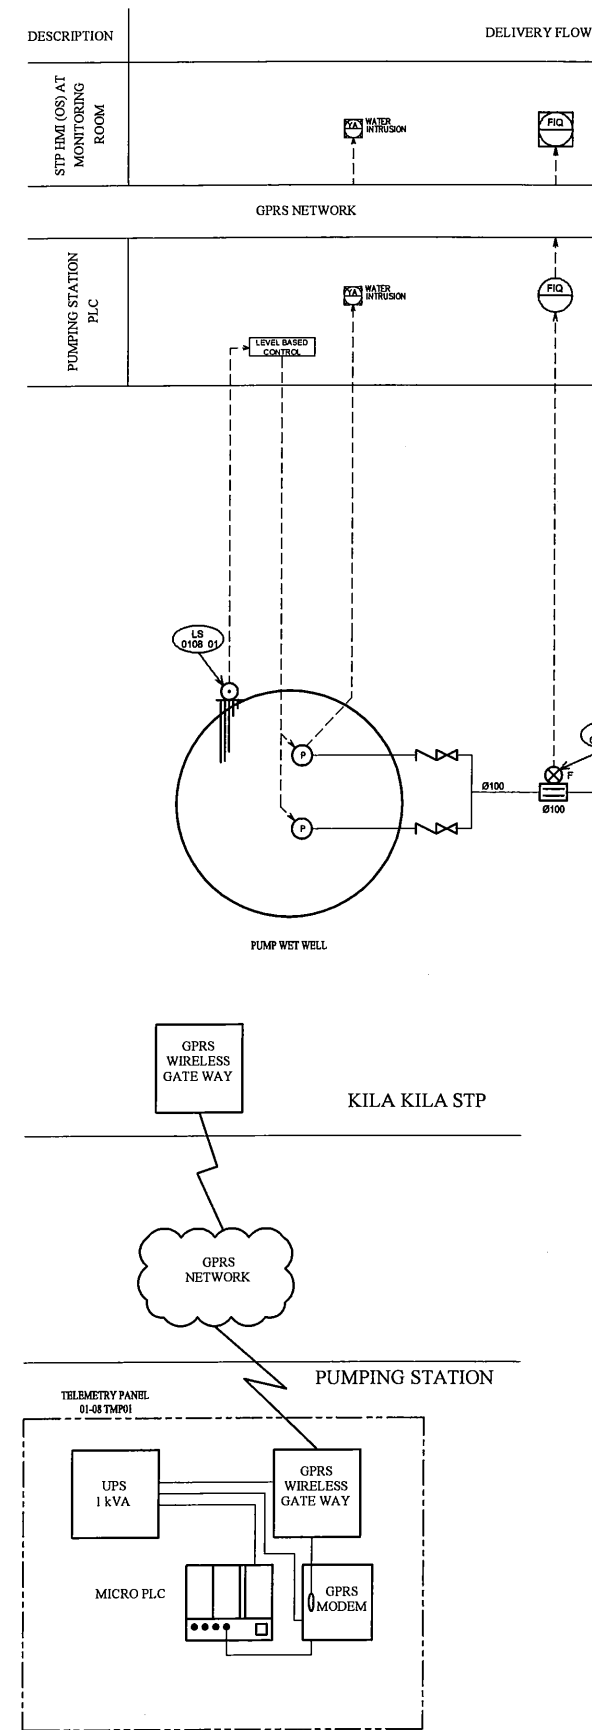 DESCRIPTION
DELIVERY FLOW
STP HMI (OS) AT
MONITORING
ROOM
YA
WATER
INTRUSION
FIQ
GPRS NETWORK
PUMPING STATION
PLC
YA
WATER
INTRUSION
FIQ
LEVEL BASED
CONTROL
LS
0108 01
P
F
Ø100
Ø100
P
PUMP WET WELL
GPRS
WIRELESS
GATE WAY
KILA KILA STP
GPRS
NETWORK
PUMPING STATION
TELEMETRY PANEL
01-08 TMP01
UPS
1 kVA
GPRS
WIRELESS
GATE WAY
MICRO PLC
GPRS
MODEM